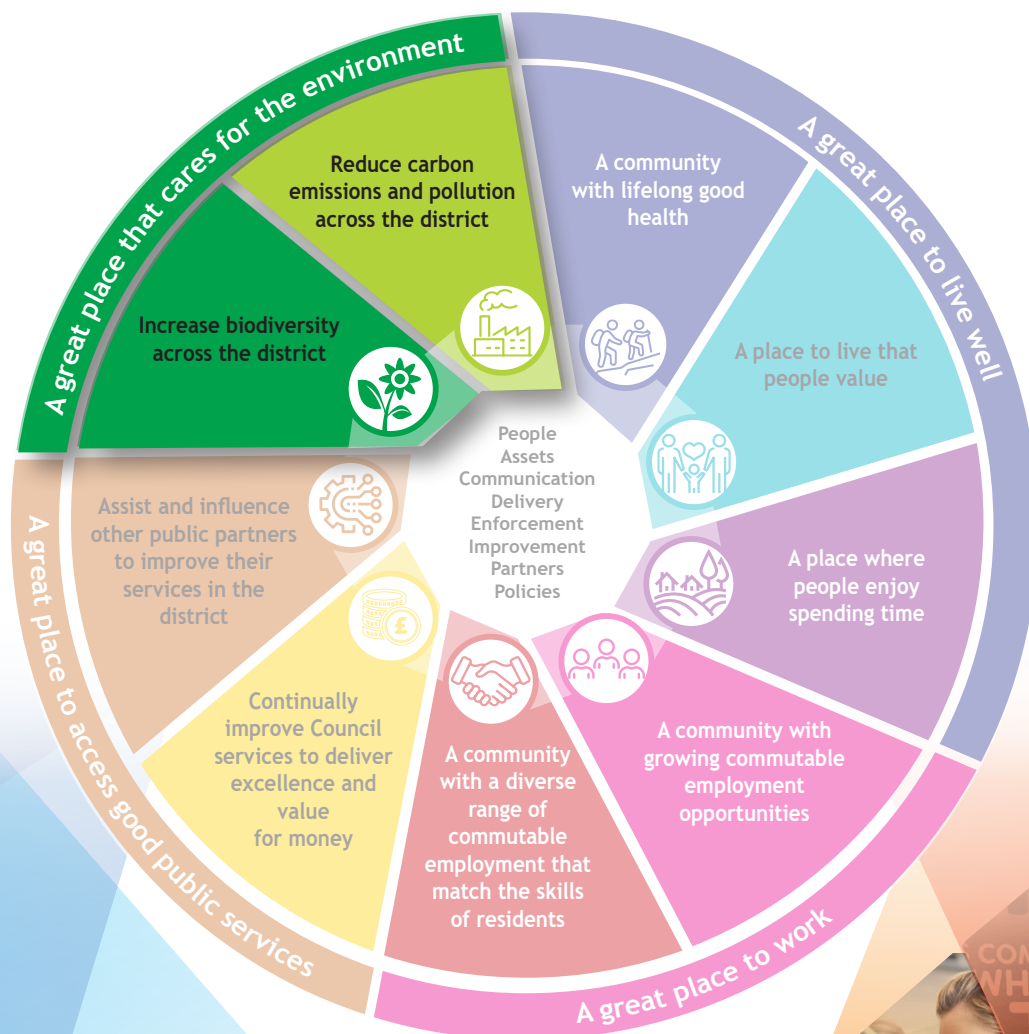 A great place that cares for the environment
Reduce carbon
emissions and pollution
across the district
Increase biodiversity
across the district
A great place to live well
A community
with lifelong good
health
A place to live that
people value
A place where
people enjoy
spending time
A great place to work
A community with
growing commutable
employment
opportunities
A community
with a diverse
range of
commutable
employment that
match the skills
of residents
A great place to access good public services
Continually
improve Council
services to deliver
excellence and
value
for money
£
Assist and influence
other public partners
to improve their
services in the
district
People
Assets
Communication
Delivery
Enforcement
Improvement
Partners
Policies